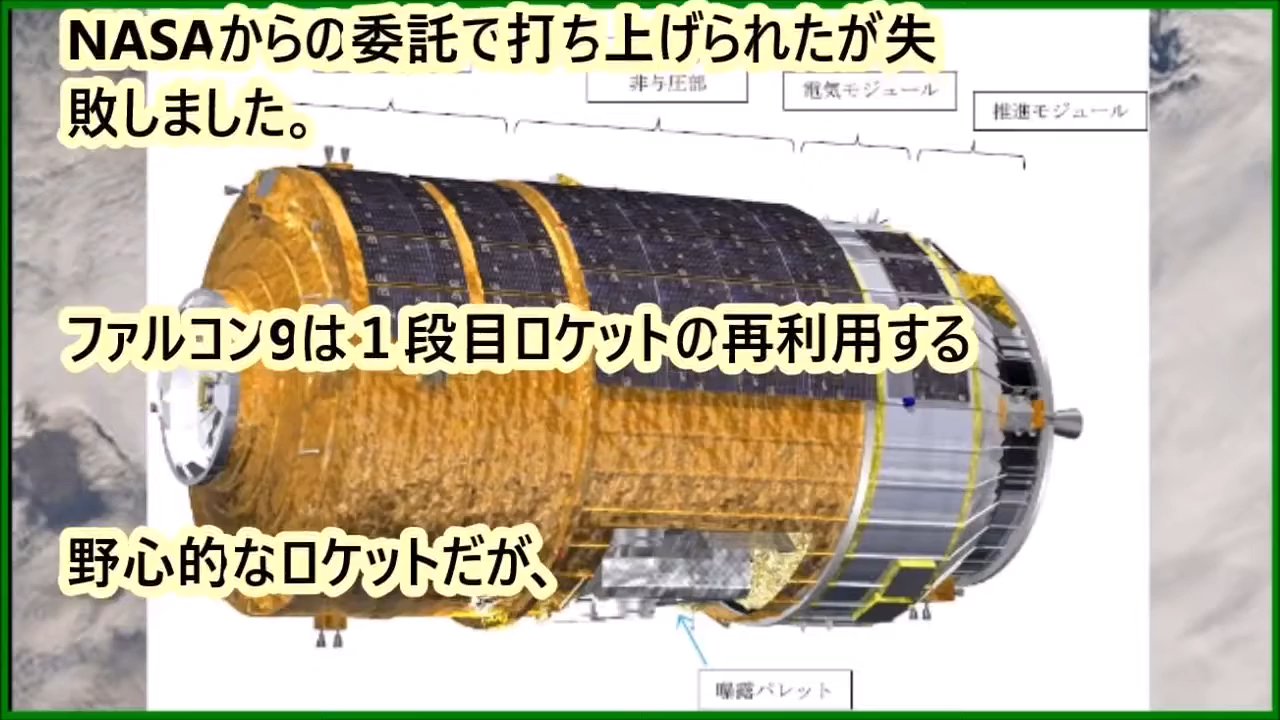 NASAからの委託で打ち上げられたが失
敗しました。
非与圧部
電気モジュール
推進モジュール
ファルコン9は１段目ロケットの再利用する
野心的なロケットだが、
曝露パレット